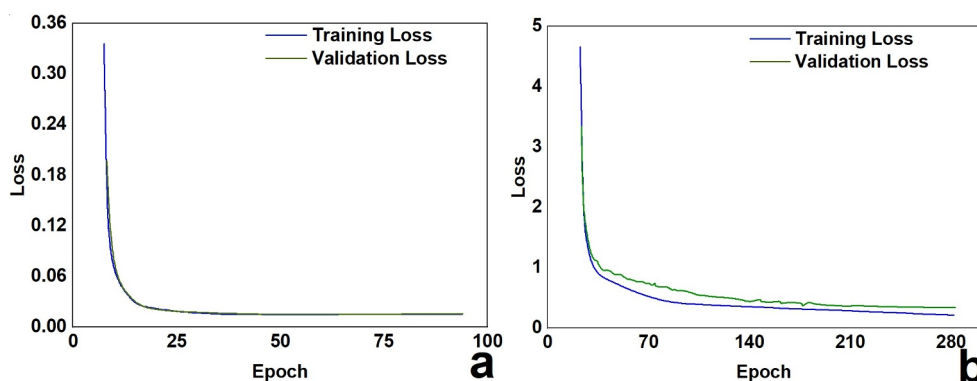 0.36
0.30
0.24
0.18
0.12
0.06
0.00
Loss
Training Loss
Validation Loss
0 25 50 75 100
Epoch
a
5
4
3
2
1
0
Loss
Training Loss
Validation Loss
0 70 140 210 280
Epoch
b